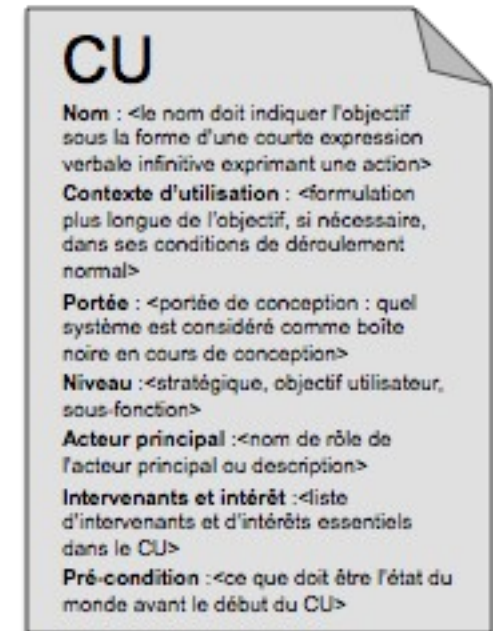 CU
Nom : <le nom doit indiquer l'objectif
sous la forme d'une courte expression
verbale infinitive exprimant une action>
Contexte d'utilisation : <formulation
plus longue de l'objectif, si nécessaire,
dans ses conditions de déroulement
normal>
Portée : <portée de conception : quel
système est considéré comme boîte
noire en cours de conception>
Niveau :<stratégique, objectif utilisateur,
sous-fonction>
Acteur principal :<nom de rôle de
l'acteur principal ou description>
Intervenants et intérêt :<liste
d'intervenants et d'intérêts essentiels
dans le CU>
Pré-condition :<ce que doit être l'état du
monde avant le début du CU>